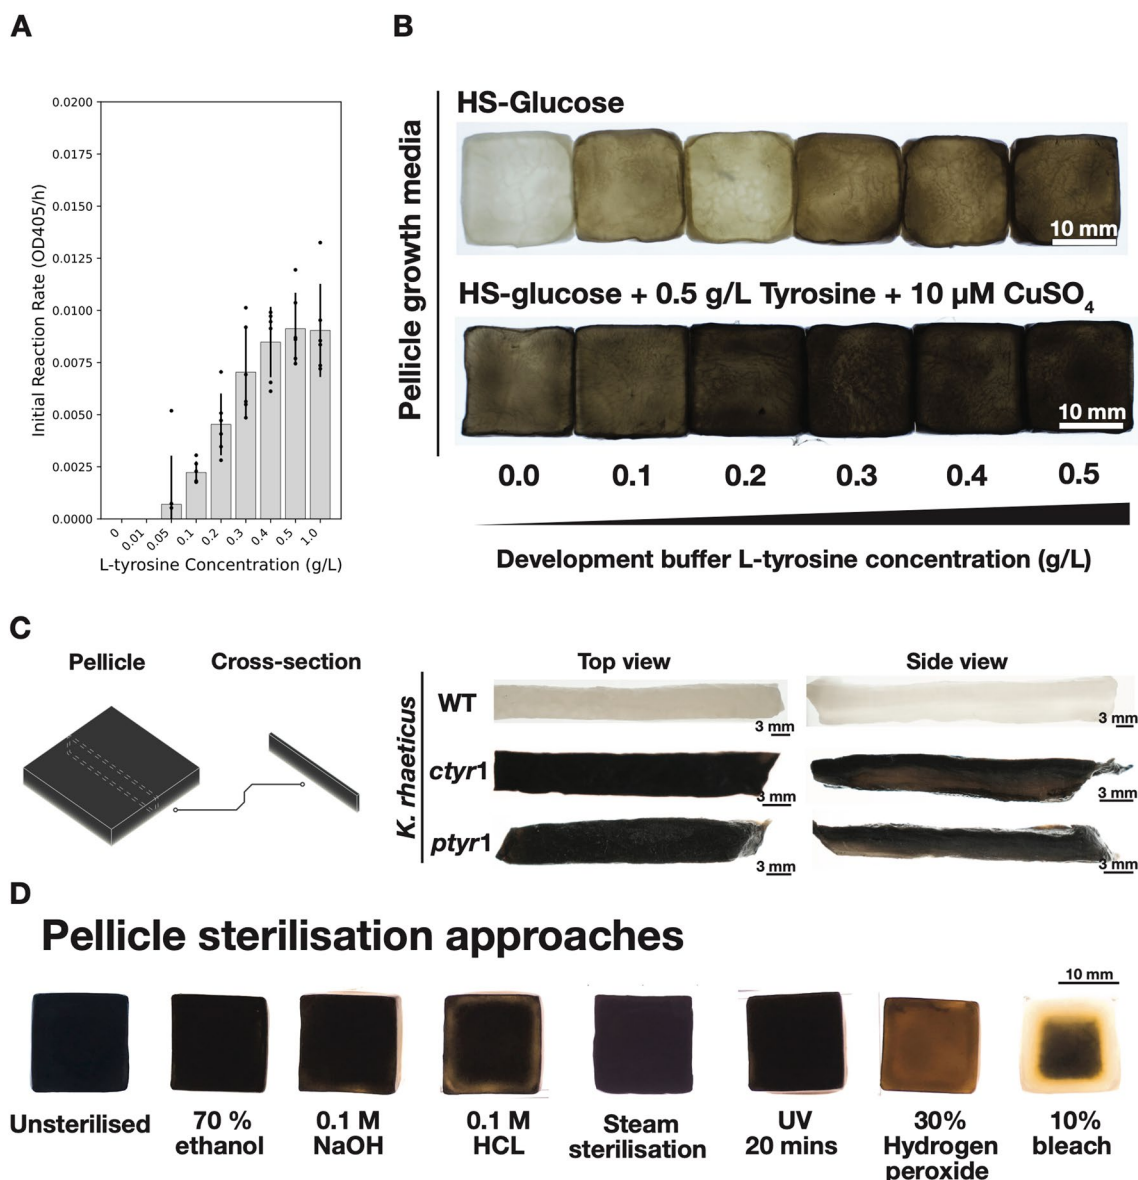 A
B
0.0200
0.0175
0.0150
0.0125
0.0100
0.0075
0.0050
0.0025
0.0000
Initial Reaction Rate (OD405/h)
0
0.01
0.05
0.1
0.2
0.3
0.4
0.5
1.0
L-tyrosine Concentration (g/L)
Pellicle growth media
HS-Glucose
10 mm
HS-glucose + 0.5 g/L Tyrosine + 10 µM CuSO₄
10 mm
0.0
0.1
0.2
0.3
0.4
0.5
Development buffer L-tyrosine concentration (g/L)
C
Pellicle
Cross-section
Top view
Side view
K. rhaeticus
WT
3 mm
3 mm
ctyr1
3 mm
3 mm
ptyr1
3 mm
3 mm
D
Pellicle sterilisation approaches
10 mm
Unsterilised
70 %
ethanol
0.1 M
NaOH
0.1 M
HCL
Steam
sterilisation
UV
20 mins
30%
Hydrogen
peroxide
10%
bleach